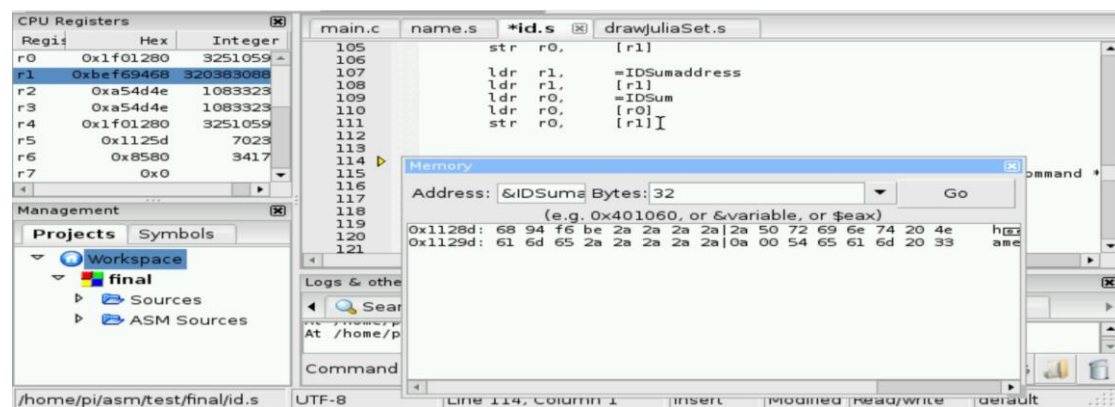 CPU Registers
Regis Hex Integer
r0 0x1f01280 3251059
r1 0xbef69468 320383088
r2 0xa54d4e 1083323
r3 0xa54d4e 1083323
r4 0x1f01280 3251059
r5 0x1125d 7023
r6 0x8580 3417
r7 0x0
Management
Projects Symbols
Workspace
final
Sources
ASM Sources
main.c name.s *id.s drawJuliaSet.s
105 str r0, [r1]
106
107 ldr r1, =IDSumaddress
108 ldr r1, [r1]
109 ldr r0, =IDSum
110 ldr r0, [r0]
111 str r0, [r1]
112
113
114
115 ommand *
116
117
118
119
120
121
Memory
Address: &IDSuma Bytes: 32 Go
(e.g. 0x401060, or &variable, or $eax)
0x1128d: 68 94 f6 be 2a 2a 2a 2a|2a 50 72 69 6e 74 20 4e h
0x1129d: 61 6d 65 2a 2a 2a 2a 2a|0a 00 54 65 61 6d 20 33 ame
Logs & othe
Sear
At /home/p
Command
/home/pi/asm/test/final/id.s UTF-8 Line 114, Column 1 Insert Modified Read/Write default